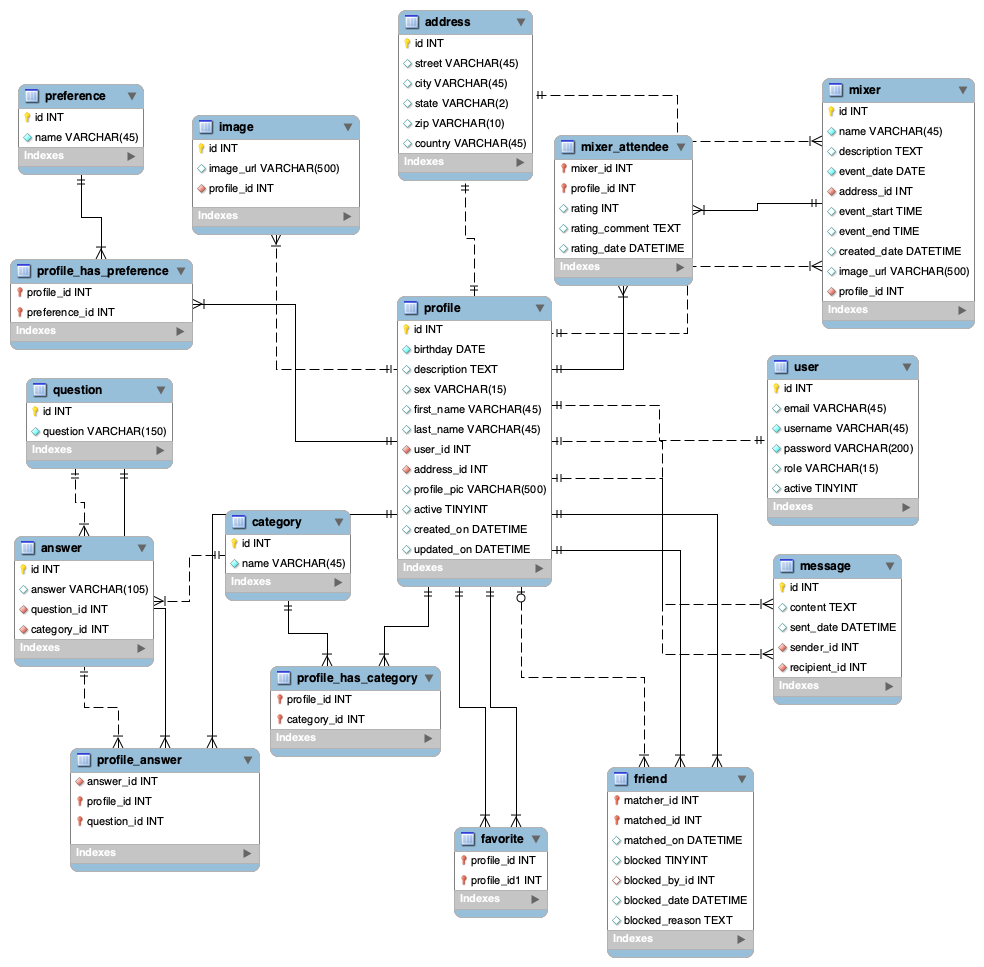 address
id INT
street VARCHAR(45)
city VARCHAR(45)
state VARCHAR(2)
zip VARCHAR(10)
country VARCHAR(45)
Indexes
preference
id INT
name VARCHAR(45)
Indexes
image
id INT
image_url VARCHAR(500)
profile_id INT
Indexes
mixer_attendee
mixer_id INT
profile_id INT
rating INT
rating_comment TEXT
rating_date DATETIME
Indexes
mixer
id INT
name VARCHAR(45)
description TEXT
event_date DATE
address_id INT
event_start TIME
event_end TIME
created_date DATETIME
image_url VARCHAR(500)
profile_id INT
Indexes
profile_has_preference
profile_id INT
preference_id INT
Indexes
profile
id INT
birthday DATE
description TEXT
sex VARCHAR(15)
first_name VARCHAR(45)
last_name VARCHAR(45)
user_id INT
address_id INT
profile_pic VARCHAR(500)
active TINYINT
created_on DATETIME
updated_on DATETIME
Indexes
user
id INT
email VARCHAR(45)
username VARCHAR(45)
password VARCHAR(200)
role VARCHAR(15)
active TINYINT
Indexes
question
id INT
question VARCHAR(150)
Indexes
answer
id INT
answer VARCHAR(105)
question_id INT
category_id INT
Indexes
category
id INT
name VARCHAR(45)
Indexes
message
id INT
content TEXT
sent_date DATETIME
sender_id INT
recipient_id INT
Indexes
profile_has_category
profile_id INT
category_id INT
Indexes
profile_answer
answer_id INT
profile_id INT
question_id INT
Indexes
favorite
profile_id INT
profile_id1 INT
Indexes
friend
matcher_id INT
matched_id INT
matched_on DATETIME
blocked TINYINT
blocked_by_id INT
blocked_date DATETIME
blocked_reason TEXT
Indexes